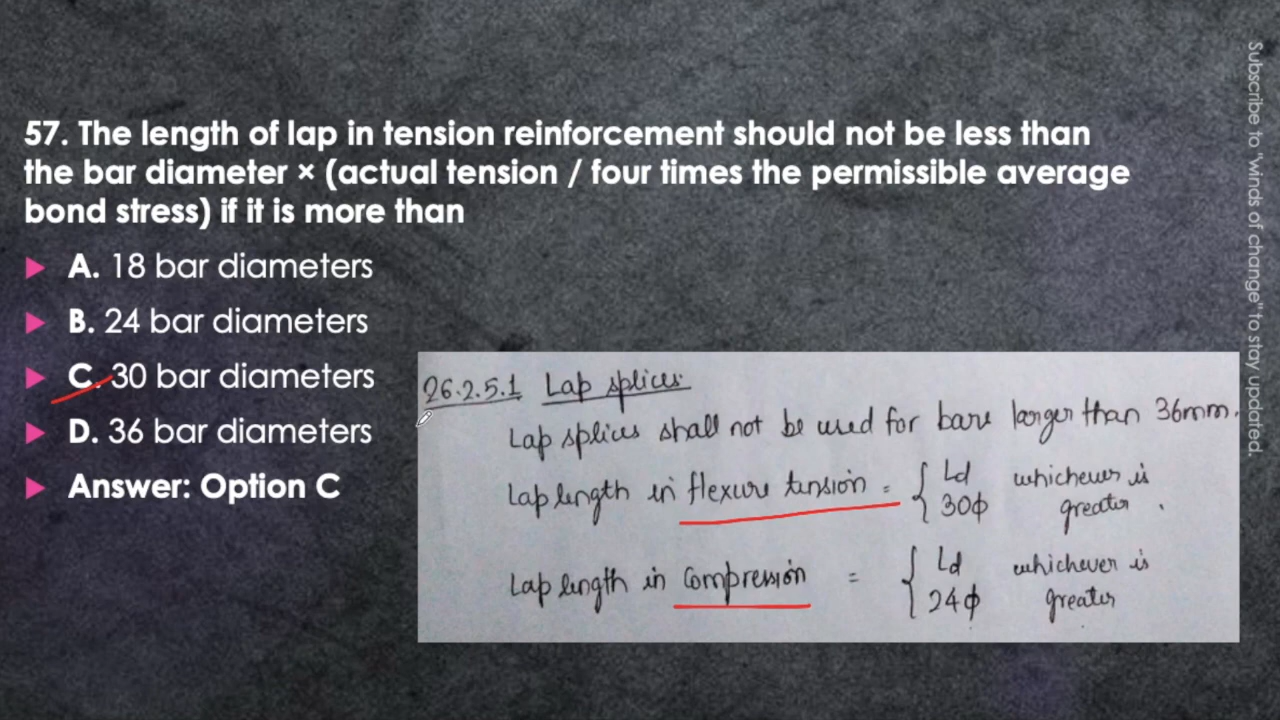 57. The length of lap in tension reinforcement should not be less than
the bar diameter × (actual tension / four times the permissible average
bond stress) if it is more than
A. 18 bar diameters
B. 24 bar diameters
C. 30 bar diameters
D. 36 bar diameters
Answer: Option C
26.2.5.1 Lap splices
Lap splices shall not be used for bars larger than 36mm.
Lap length in flexure tension = { Ld whichever is
30ϕ greater.
Lap length in compression = { Ld whichever is
24ϕ greater
Subscribe to "winds of change" to stay updated.